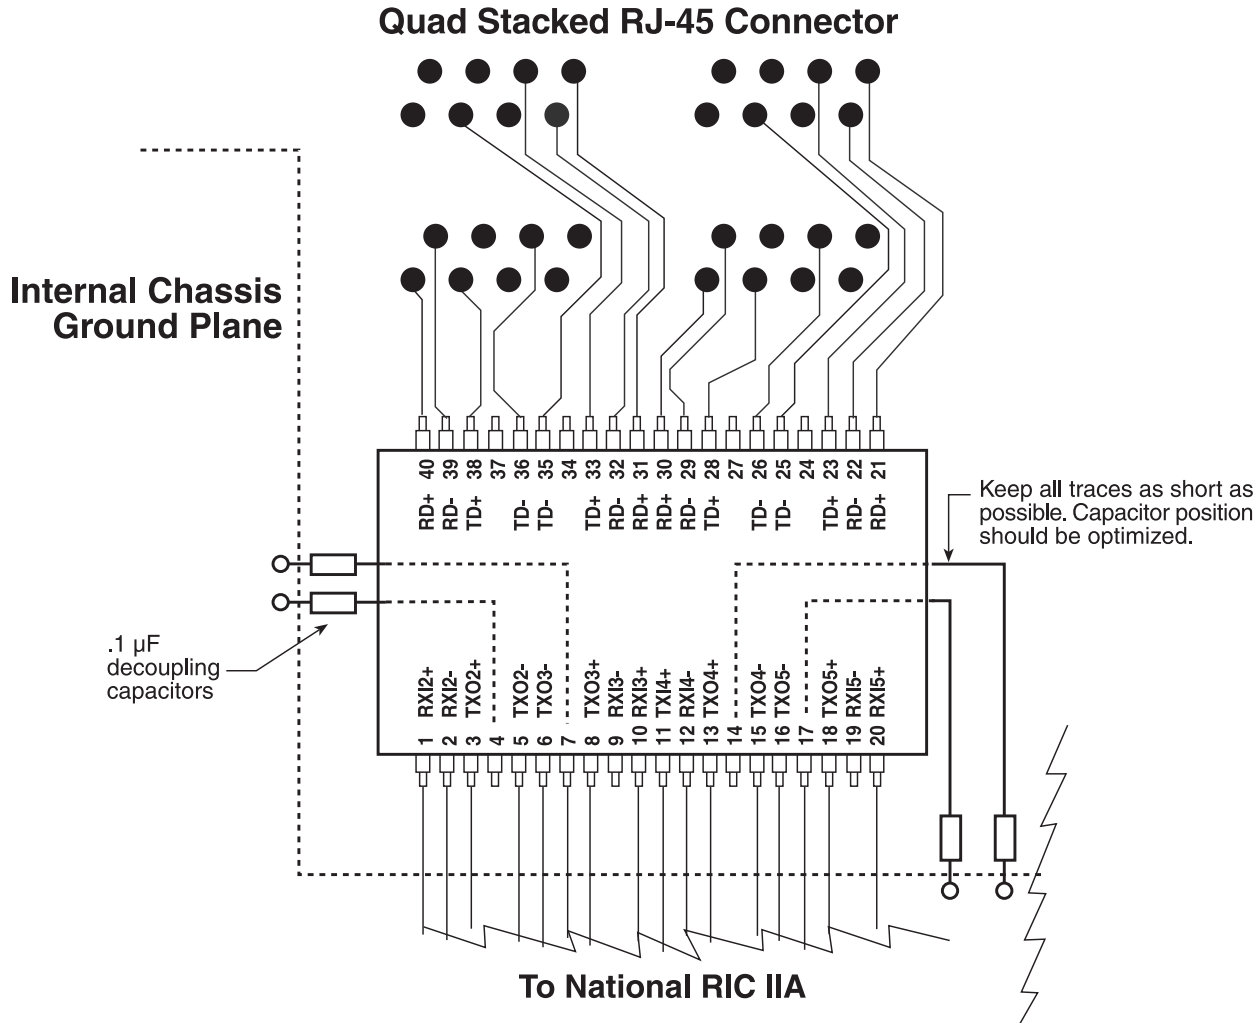 Quad Stacked RJ-45 Connector
Internal Chassis
Ground Plane
40 39 38 37 36 35 34 33 32 31 30 29 28 27 26 25 24 23 22 21
RD+ RD- TD+ TD- TD- TD+ RD- RD+ RD+ RD- TD+ TD- TD- TD+ RD- RD+
Keep all traces as short as
possible. Capacitor position
should be optimized.
.1 µF
decoupling
capacitors
RXI2+ RXI2- TXO2+ TXO2- TXO3- TXO3+ RXI3- RXI3+ TXI4+ RXI4- TXO4+ TXO4- TXO5- TXO5+ RXI5- RXI5+
1 2 3 4 5 6 7 8 9 10 11 12 13 14 15 16 17 18 19 20
To National RIC IIA